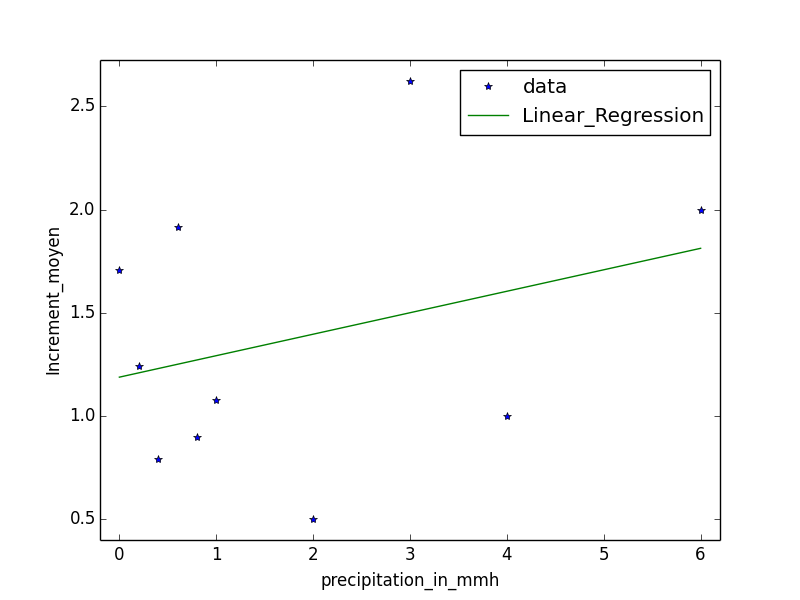 data
Linear_Regression
2.5
2.0
1.5
1.0
0.5
Increment_moyen
0 1 2 3 4 5 6
precipitation_in_mmh